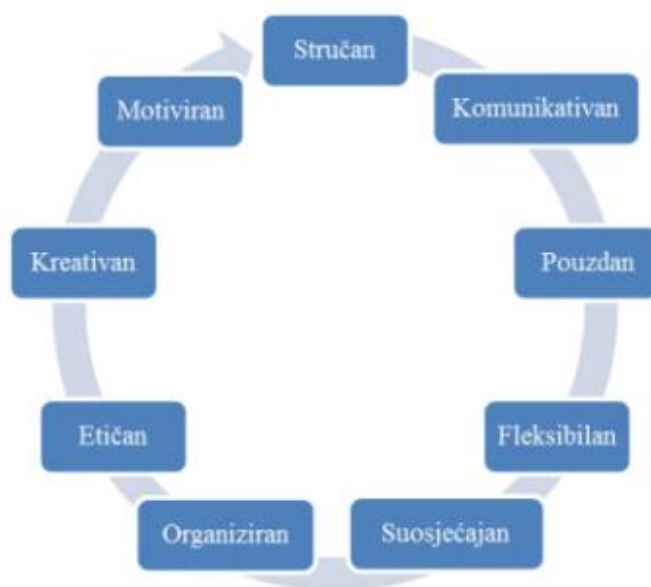 Stručan
Komunikativan
Pouzdan
Fleksibilan
Suosjećajan
Organiziran
Etičan
Kreativan
Motiviran